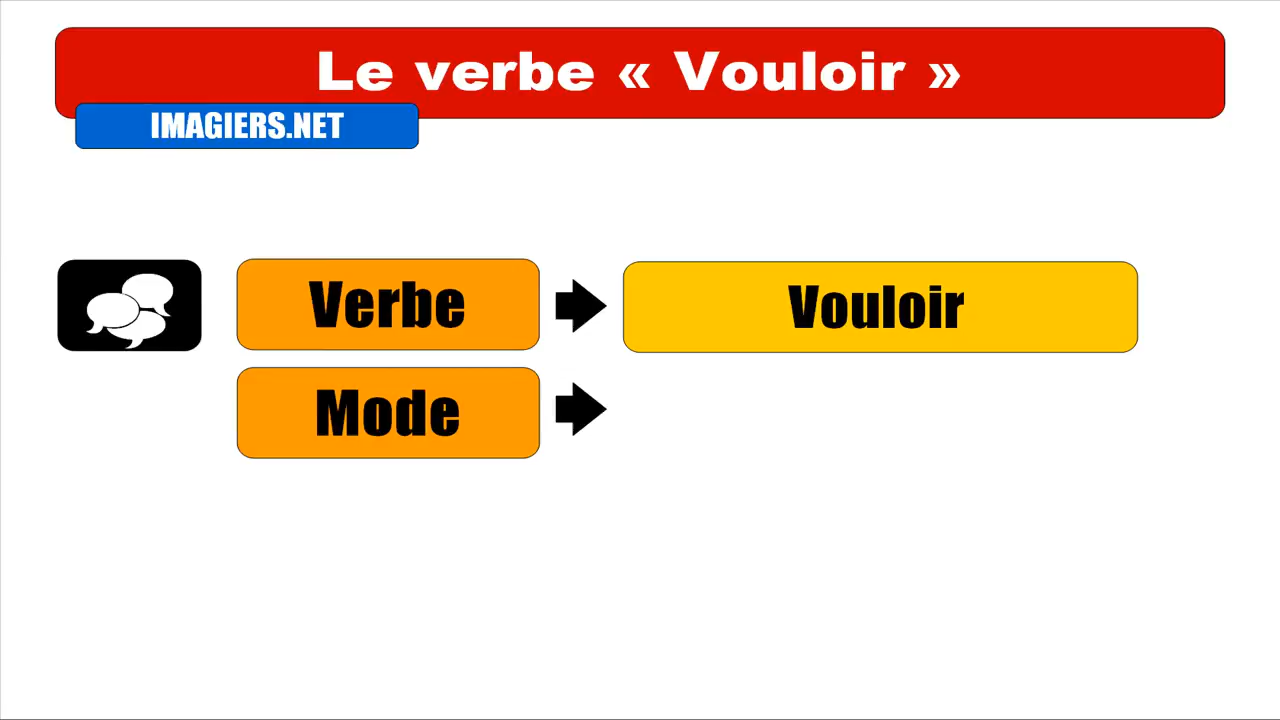 Le verbe « Vouloir »
IMAGIERS.NET
Verbe
Vouloir
Mode